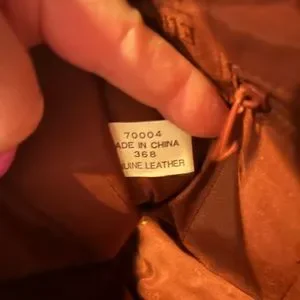 70004
ADE IN CHINA
368
UINE LEATHER